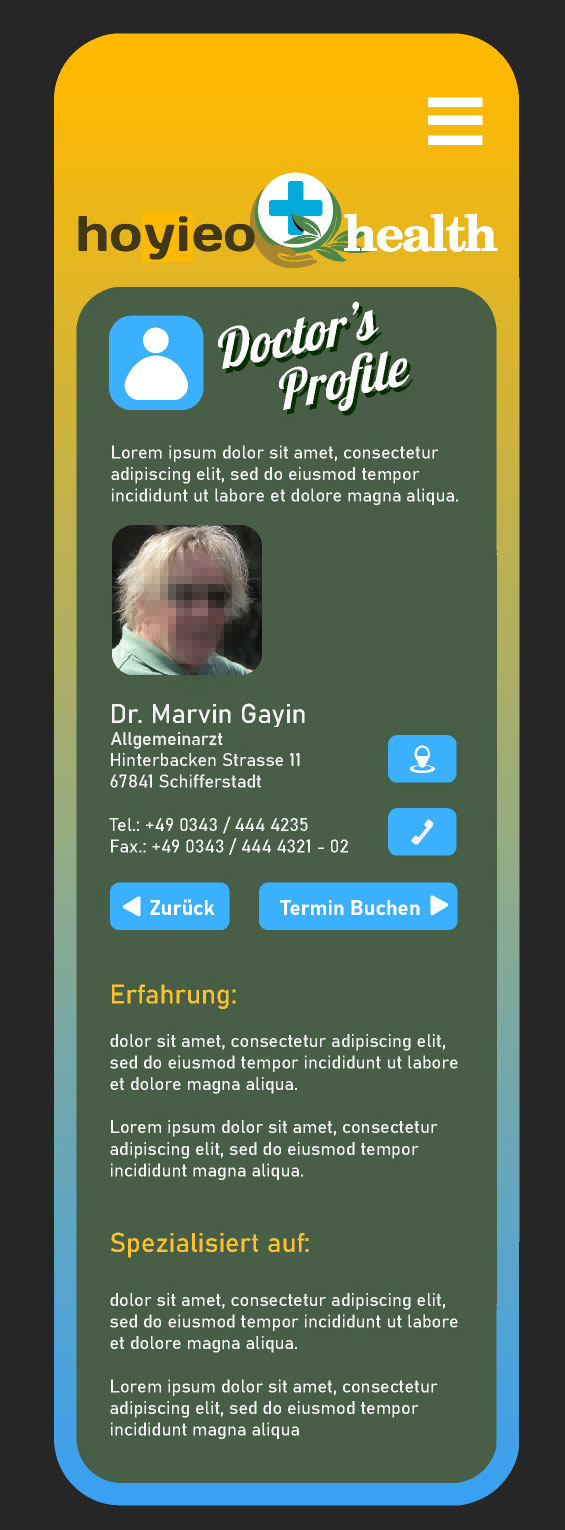 hoyieo health
Doctor's
Profile
Lorem ipsum dolor sit amet, consectetur
adipiscing elit, sed do eiusmod tempor
incididunt ut labore et dolore magna aliqua.
Dr. Marvin Gayin
Allgemeinarzt
Hinterbacken Strasse 11
67841 Schifferstadt
Tel.: +49 0343 / 444 4235
Fax.: +49 0343 / 444 4321 - 02
Zurück
Termin Buchen
Erfahrung:
dolor sit amet, consectetur adipiscing elit,
sed do eiusmod tempor incididunt ut labore
et dolore magna aliqua.
Lorem ipsum dolor sit amet, consectetur
adipiscing elit, sed do eiusmod tempor
incididunt magna aliqua.
Spezialisiert auf:
dolor sit amet, consectetur adipiscing elit,
sed do eiusmod tempor incididunt ut labore
et dolore magna aliqua.
Lorem ipsum dolor sit amet, consectetur
adipiscing elit, sed do eiusmod tempor
incididunt magna aliqua